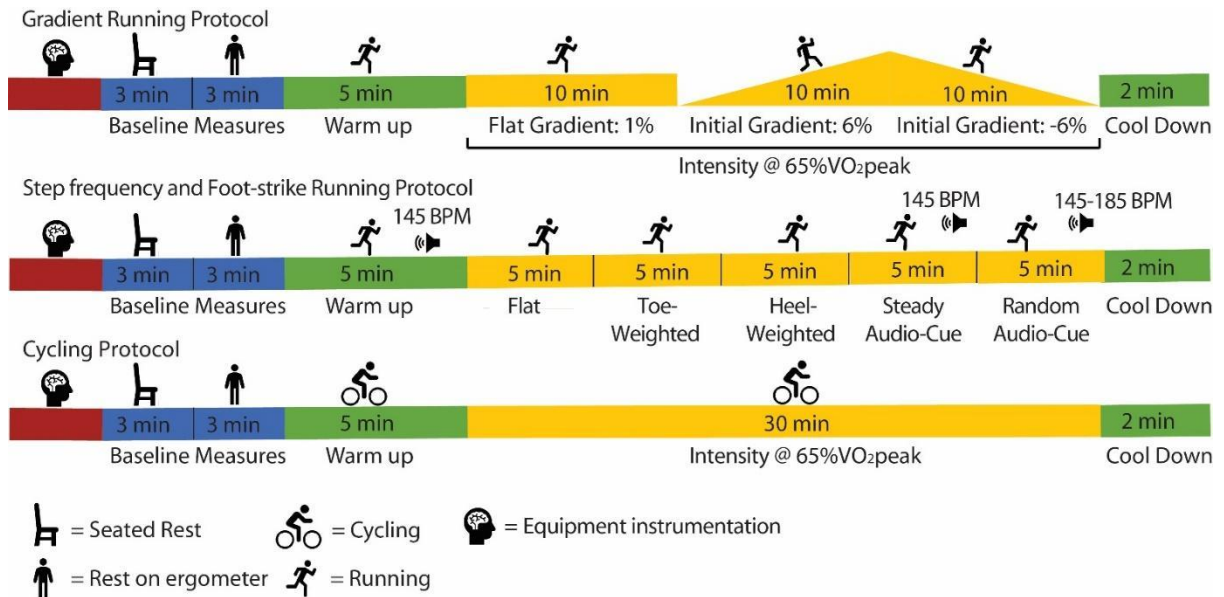 Gradient Running Protocol
3 min 3 min 5 min 10 min 10 min 10 min 2 min
Baseline Measures Warm up Flat Gradient: 1% Initial Gradient: 6% Initial Gradient: -6% Cool Down
Intensity @ 65%VO₂peak
Step frequency and Foot-strike Running Protocol
145 BPM 145 BPM 145-185 BPM
3 min 3 min 5 min 5 min 5 min 5 min 5 min 5 min 2 min
Baseline Measures Warm up Flat Toe-Weighted Heel-Weighted Steady Audio-Cue Random Audio-Cue Cool Down
Cycling Protocol
3 min 3 min 5 min 30 min 2 min
Baseline Measures Warm up Intensity @ 65%VO₂peak Cool Down
= Seated Rest = Cycling = Equipment instrumentation
= Rest on ergometer = Running